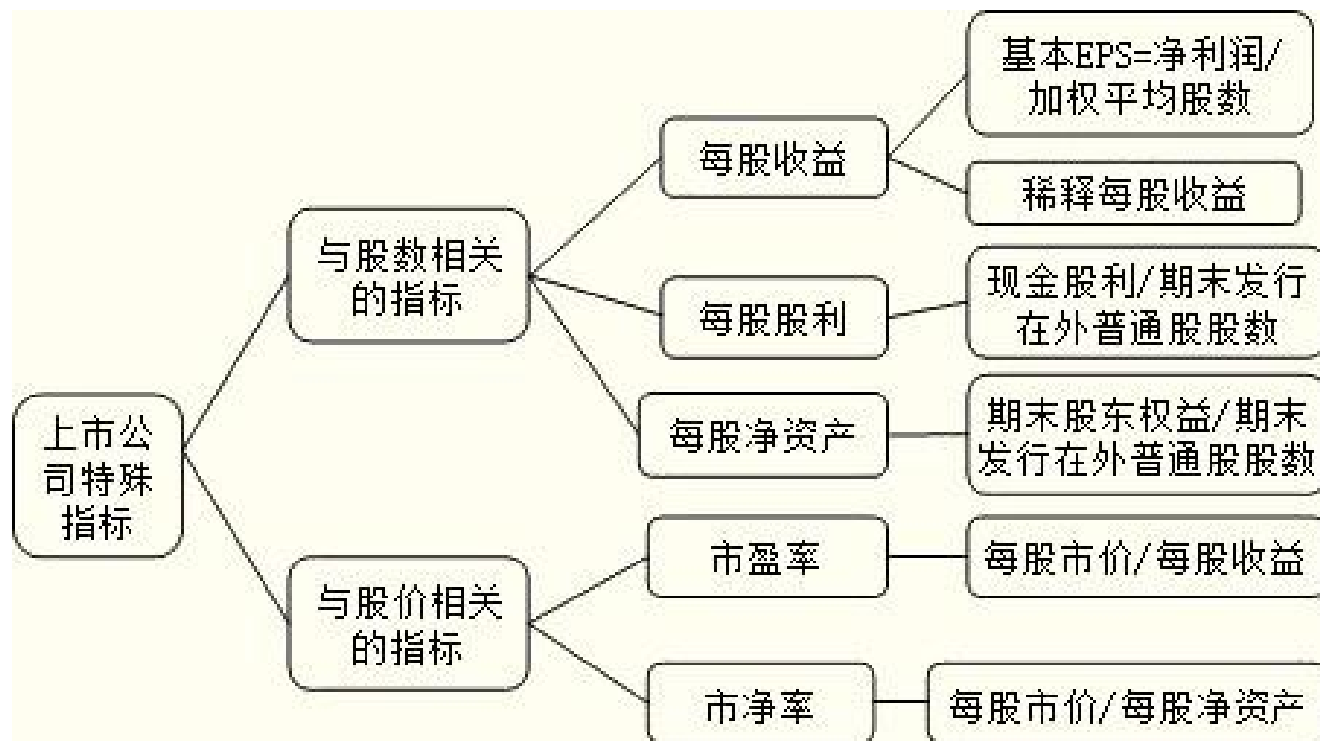 上市公
司特殊
指标
与股数相关
的指标
每股收益
基本EPS=净利润/
加权平均股数
稀释每股收益
每股股利
现金股利/期末发行
在外普通股股数
每股净资产
期末股东权益/期末
发行在外普通股股数
与股价相关
的指标
市盈率
每股市价/每股收益
市净率
每股市价/每股净资产